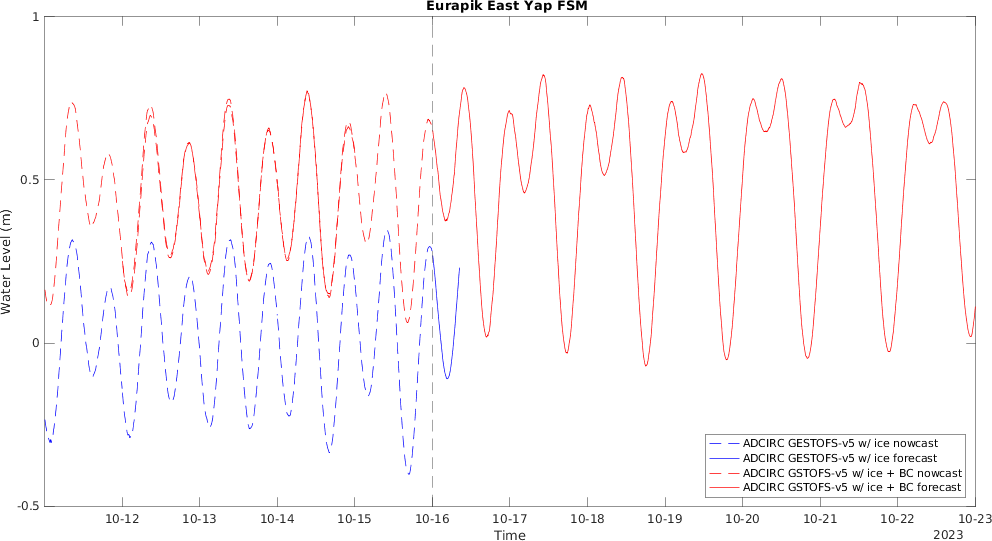 Eurapik East Yap FSM
1
0.5
0
-0.5
Water Level (m)
10-12 10-13 10-14 10-15 10-16 10-17 10-18 10-19 10-20 10-21 10-22 10-23
Time
2023
ADCIRC GESTOFS-v5 w/ ice nowcast
ADCIRC GESTOFS-v5 w/ ice forecast
ADCIRC GSTOFS-v5 w/ ice + BC nowcast
ADCIRC GSTOFS-v5 w/ ice + BC forecast